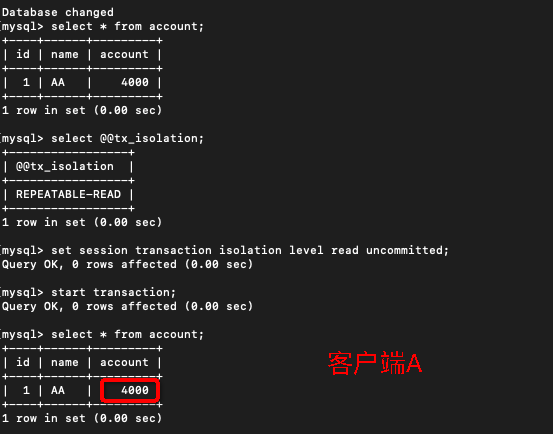 Database changed
[mysql> select * from account;
+----+------+---------+
| id | name | account |
+----+------+---------+
|  1 | AA   |    4000 |
+----+------+---------+
1 row in set (0.00 sec)
[mysql> select @@tx_isolation;
+-----------------+
| @@tx_isolation  |
+-----------------+
| REPEATABLE-READ |
+-----------------+
1 row in set (0.00 sec)
[mysql> set session transaction isolation level read uncommitted;
Query OK, 0 rows affected (0.00 sec)
[mysql> start transaction;
Query OK, 0 rows affected (0.00 sec)
[mysql> select * from account;
+----+------+---------+
| id | name | account |
+----+------+---------+
|  1 | AA   |    4000 |
+----+------+---------+
1 row in set (0.00 sec)
客户端A